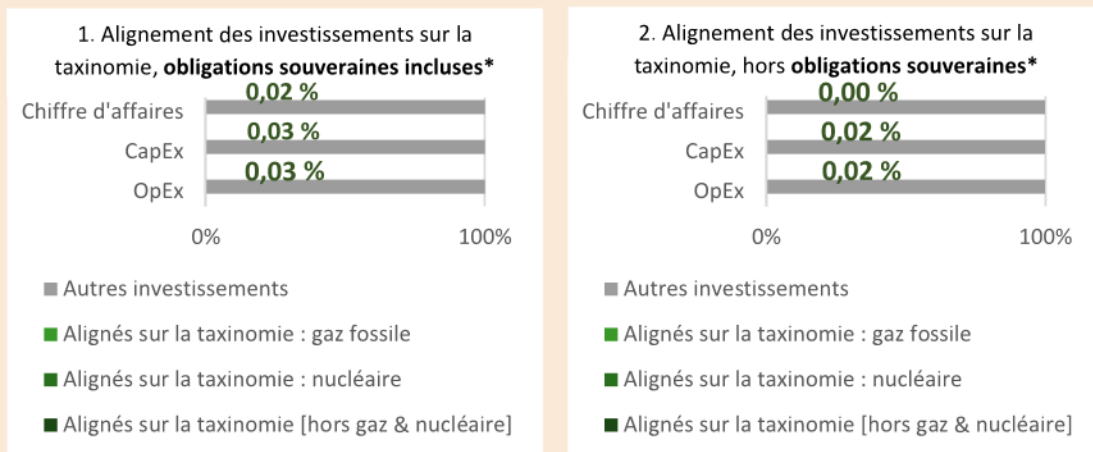 1. Alignement des investissements sur la
taxinomie, obligations souveraines incluses*
0,02 %
Chiffre d'affaires
0,03 %
CapEx
0,03 %
OpEx
0%
100%
Autres investissements
Alignés sur la taxinomie : gaz fossile
Alignés sur la taxinomie : nucléaire
Alignés sur la taxinomie [hors gaz & nucléaire]
2. Alignement des investissements sur la
taxinomie, hors obligations souveraines*
0,00 %
Chiffre d'affaires
0,02 %
CapEx
0,02 %
OpEx
0%
100%
Autres investissements
Alignés sur la taxinomie : gaz fossile
Alignés sur la taxinomie : nucléaire
Alignés sur la taxinomie [hors gaz & nucléaire]